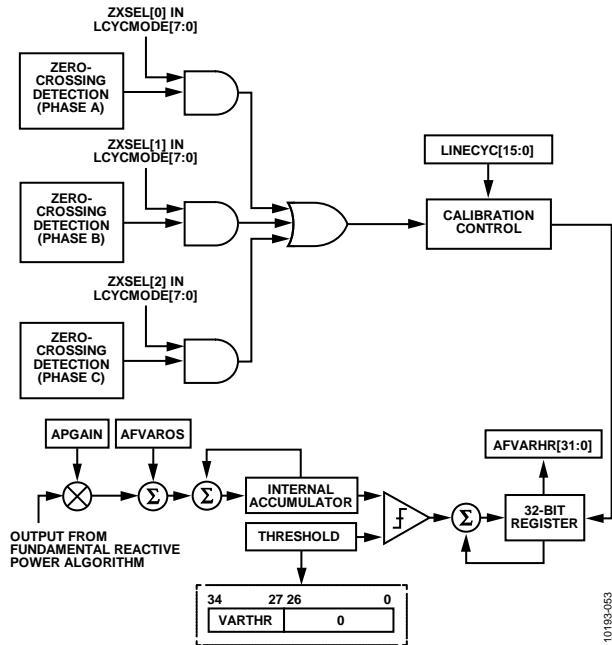 ZXSEL[0] IN
LCYCMODE[7:0]
ZERO-
CROSSING
DETECTION
(PHASE A)
ZXSEL[1] IN
LCYCMODE[7:0]
ZERO-
CROSSING
DETECTION
(PHASE B)
LINECYC[15:0]
CALIBRATION
CONTROL
ZXSEL[2] IN
LCYCMODE[7:0]
ZERO-
CROSSING
DETECTION
(PHASE C)
APGAIN
AFVAROS
AFVARHR[31:0]
Σ
Σ
INTERNAL
ACCUMULATOR
Σ
32-BIT
REGISTER
OUTPUT FROM
FUNDAMENTAL REACTIVE
POWER ALGORITHM
THRESHOLD
34
27
26
0
VARTHR
0
10193-053